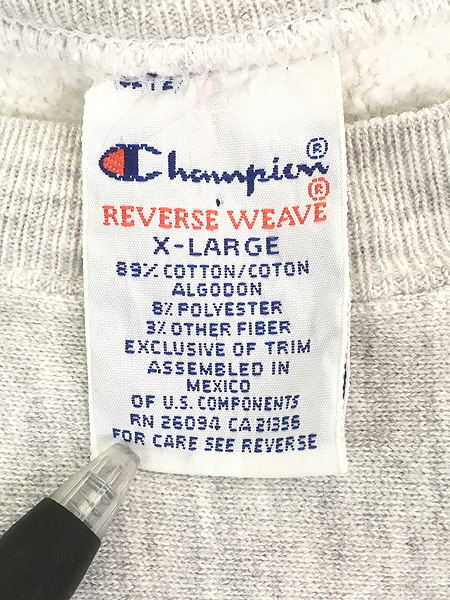 Champion®
REVERSE WEAVE®
X-LARGE
89% COTTON/COTON
ALGODON
8% POLYESTER
3% OTHER FIBER
EXCLUSIVE OF TRIM
ASSEMBLED IN
MEXICO
OF U.S. COMPONENTS
RN 26094 CA 21356
FOR CARE SEE REVERSE